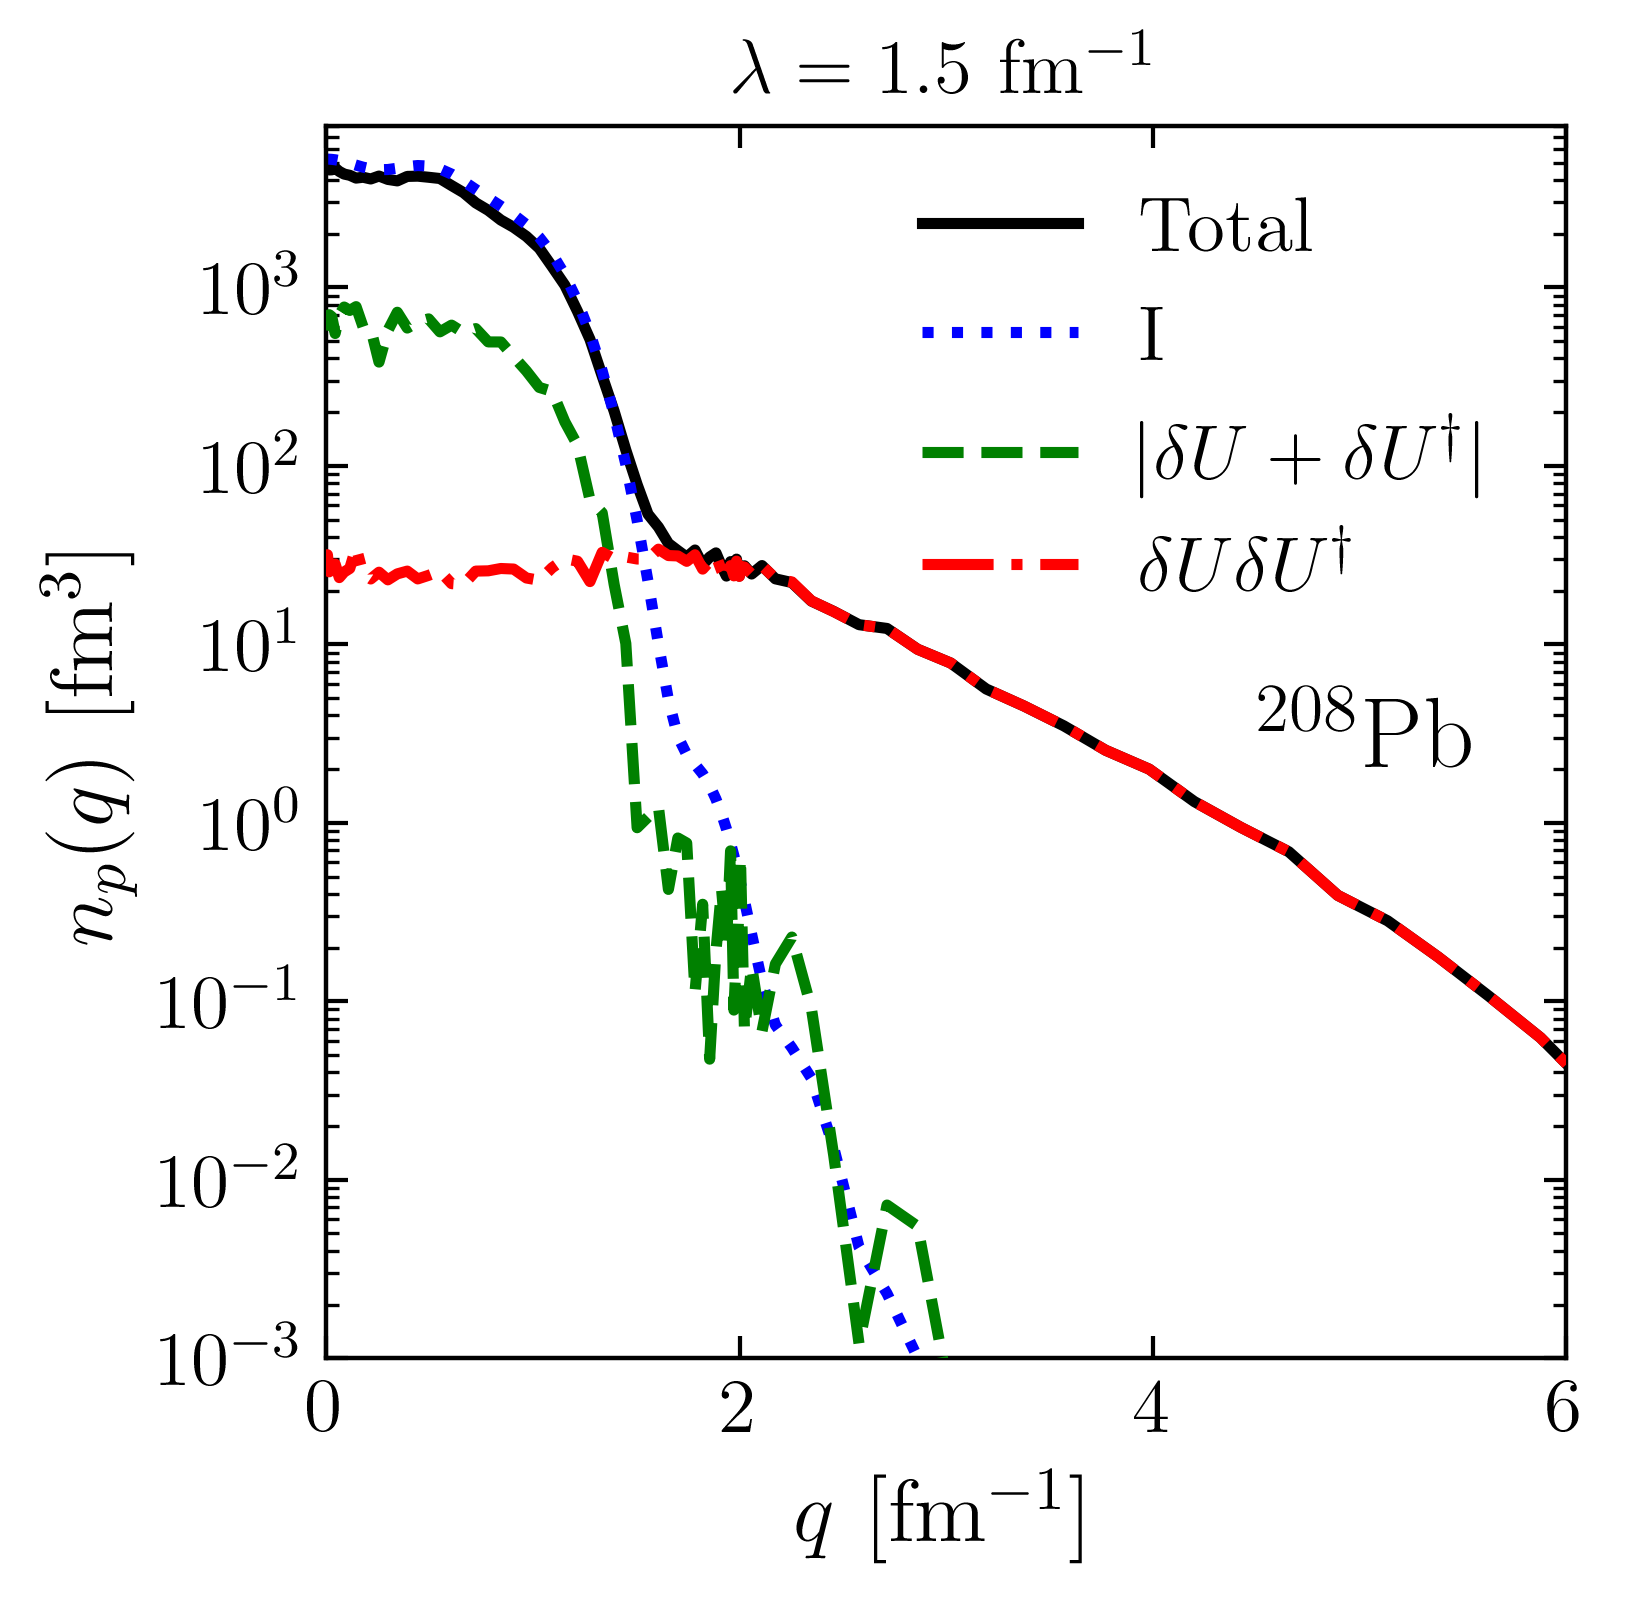 λ = 1.5 fm⁻¹
Total
I
|δU + δU†|
δUδU†
²⁰⁸Pb
n_p(q) [fm³]
10³
10²
10¹
10⁰
10⁻¹
10⁻²
10⁻³
0 2 4 6
q [fm⁻¹]